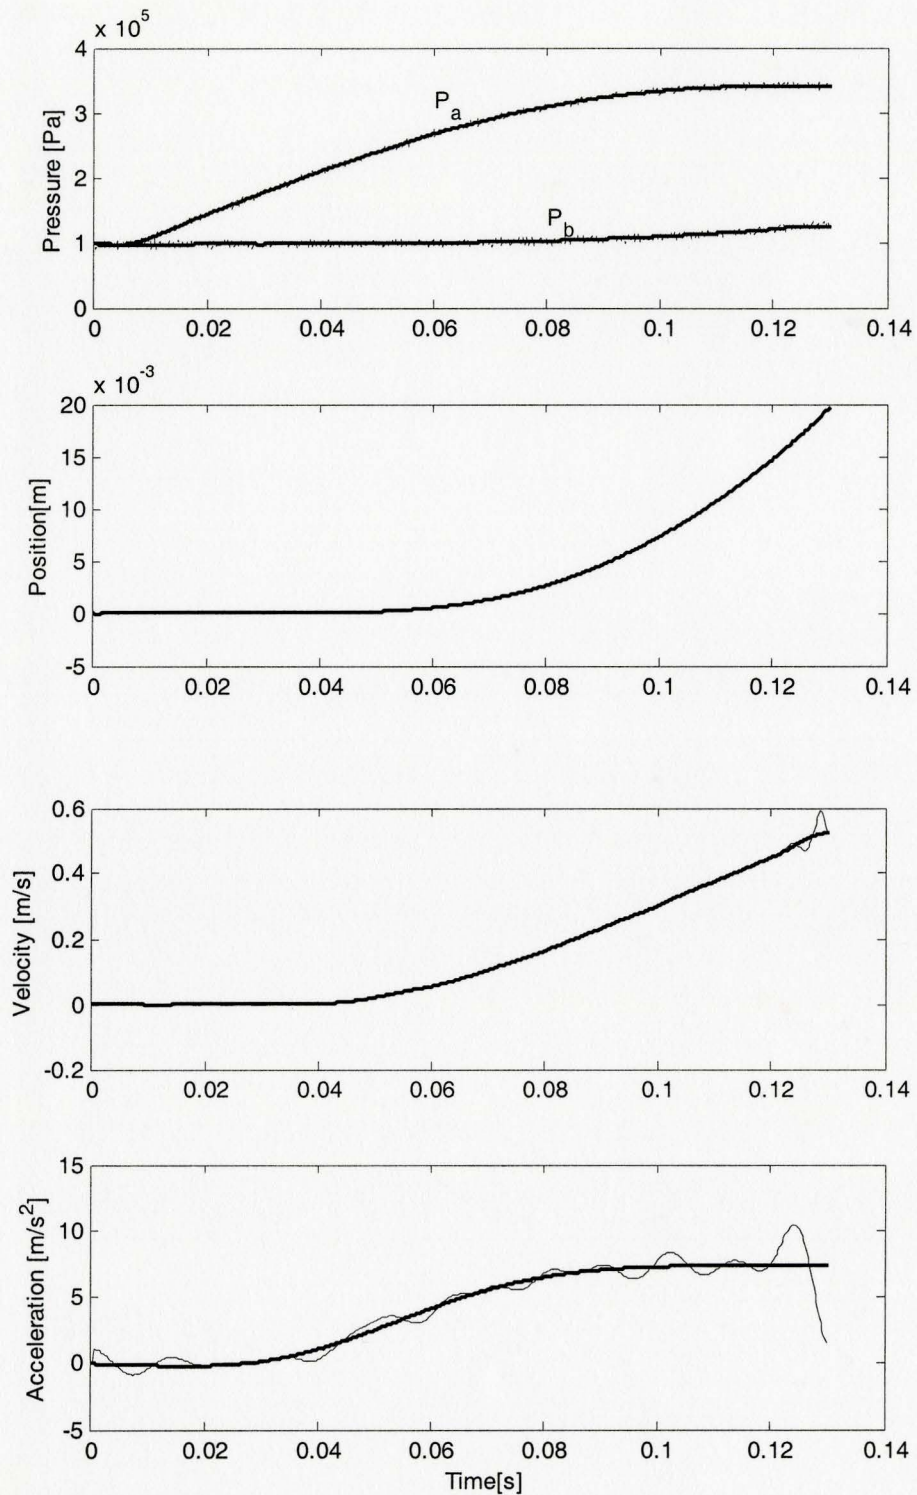 x 10^5
4
3
2
1
0
Pressure [Pa]
P_a
P_b
0 0.02 0.04 0.06 0.08 0.1 0.12 0.14
x 10^-3
20
15
10
5
0
-5
Position[m]
0 0.02 0.04 0.06 0.08 0.1 0.12 0.14
0.6
0.4
0.2
0
-0.2
Velocity [m/s]
0 0.02 0.04 0.06 0.08 0.1 0.12 0.14
15
10
5
0
-5
Acceleration [m/s^2]
0 0.02 0.04 0.06 0.08 0.1 0.12 0.14
Time[s]